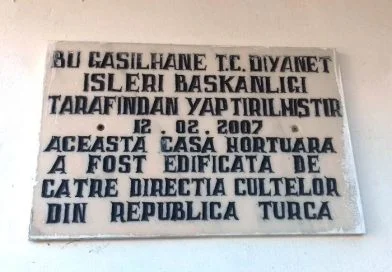 BU GASILHANE T.C. DIYANET
ISLERI BASKANLIGI
TARAFINDAN YAPTIRILMISTIR
12.02.2007
ACEASTA CASA MORTUARA
A FOST EDIFICATA DE
CATRE DIRECTIA CULTELOR
DIN REPUBLICA TURCA